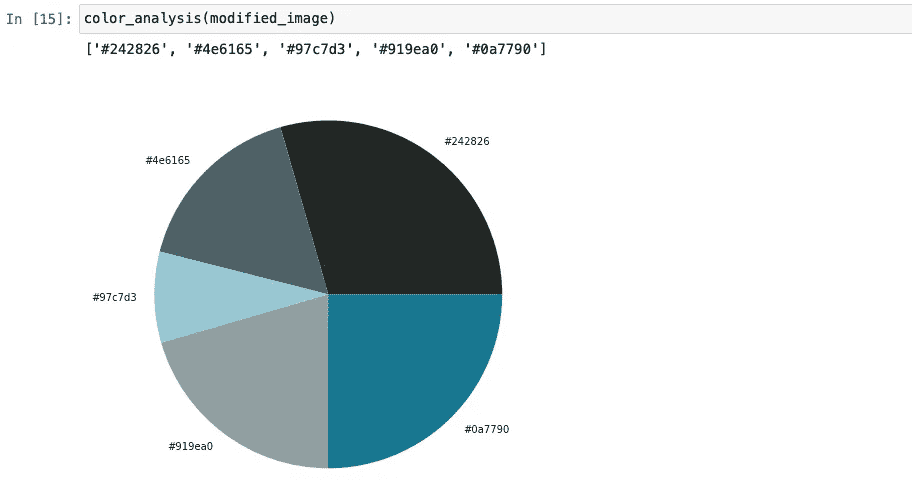 In [15]: color_analysis(modified_image)
['#242826', '#4e6165', '#97c7d3', '#919ea0', '#0a7790']
#242826
#4e6165
#97c7d3
#0a7790
#919ea0